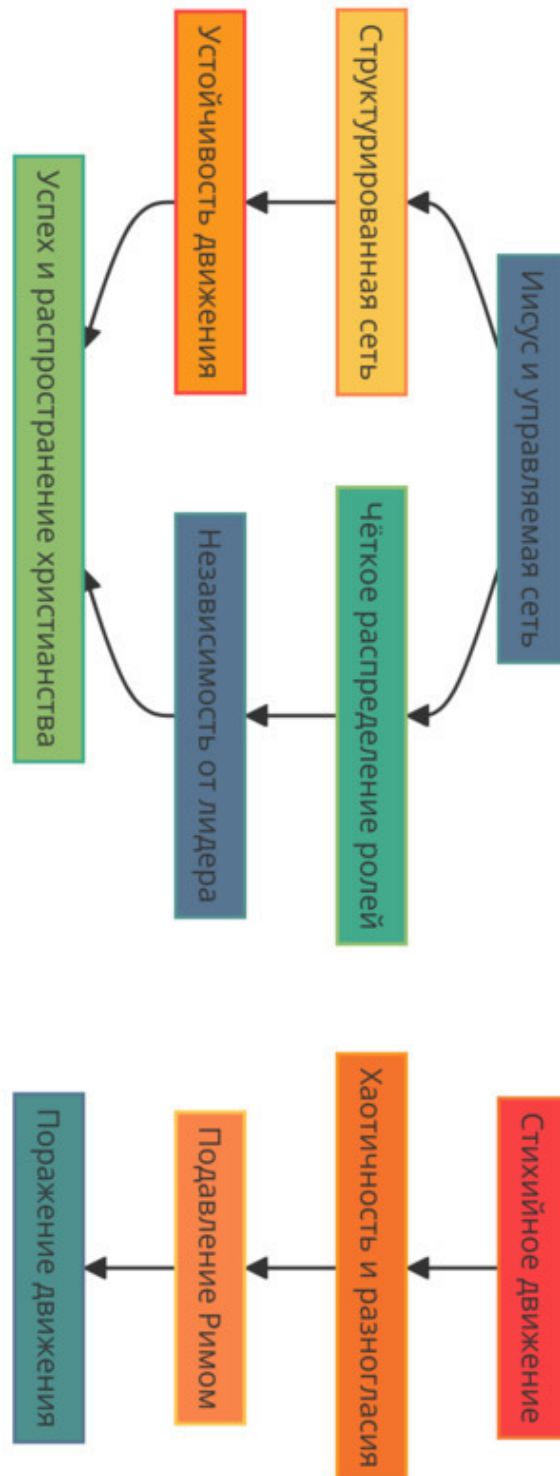 Иисус и управляемая сеть
Стихийное движение
Структурированная сеть
Чёткое распределение ролей
Хаотичность и разногласия
Устойчивость движения
Независимость от лидера
Подавление Римом
Успех и распространение христианства
Поражение движения